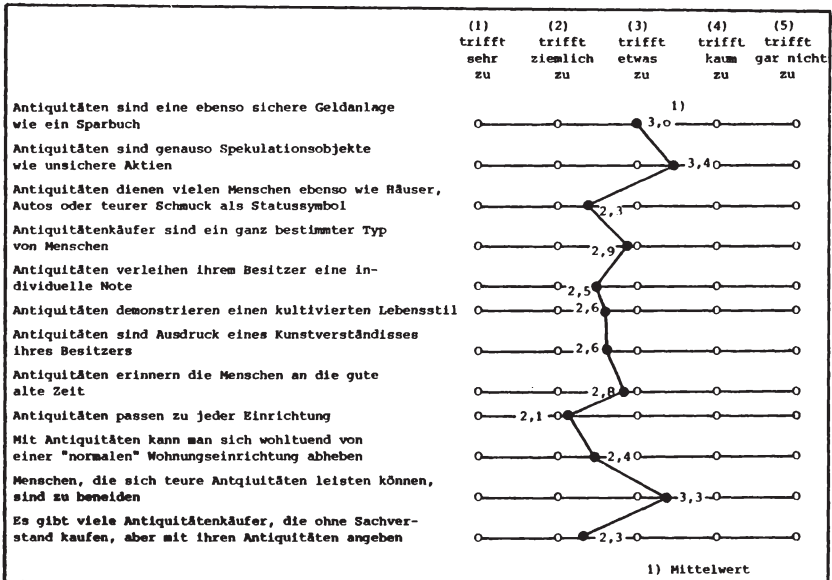 (1) (2) (3) (4) (5)
trifft trifft trifft trifft trifft
sehr ziemlich etwas kaum gar nicht
zu zu zu zu zu
Antiquitäten sind eine ebenso sichere Geldanlage 1)
wie ein Sparbuch 3,o
Antiquitäten sind genauso Spekulationsobjekte
wie unsichere Aktien 3,4
Antiquitäten dienen vielen Menschen ebenso wie Häuser,
Autos oder teurer Schmuck als Statussymbol 2,3
Antiquitätenkäufer sind ein ganz bestimmter Typ
von Menschen 2,9
Antiquitäten verleihen ihrem Besitzer eine in-
dividuelle Note 2,5
Antiquitäten demonstrieren einen kultivierten Lebensstil 2,6
Antiquitäten sind Ausdruck eines Kunstverständisses
ihres Besitzers 2,6
Antiquitäten erinnern die Menschen an die gute
alte Zeit 2,8
Antiquitäten passen zu jeder Einrichtung 2,1
Mit Antiquitäten kann man sich wohltuend von
einer "normalen" Wohnungseinrichtung abheben 2,4
Menschen, die sich teure Antqiuitäten leisten können,
sind zu beneiden 3,3
Es gibt viele Antiquitätenkäufer, die ohne Sachver-
stand kaufen, aber mit ihren Antiquitäten angeben 2,3
1) Mittelwert